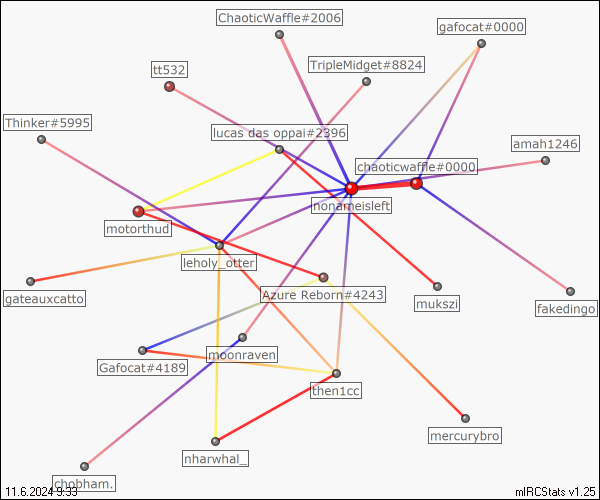 ChaoticWaffle#2006
gafocat#0000
tt532
TripleMidget#8824
Thinker#5995
lucas das oppai#2396
amah1246
chaoticwaffle#0000
nonameisleft
motorthud
leholy_otter
gateauxcatto
Azure Reborn#4243
mukszi
fakedingo
moonraven
Gafocat#4189
then1cc
mercurybro
nharwhal_
chobham.
11.6.2024 9:33
mIRCStats v1.25